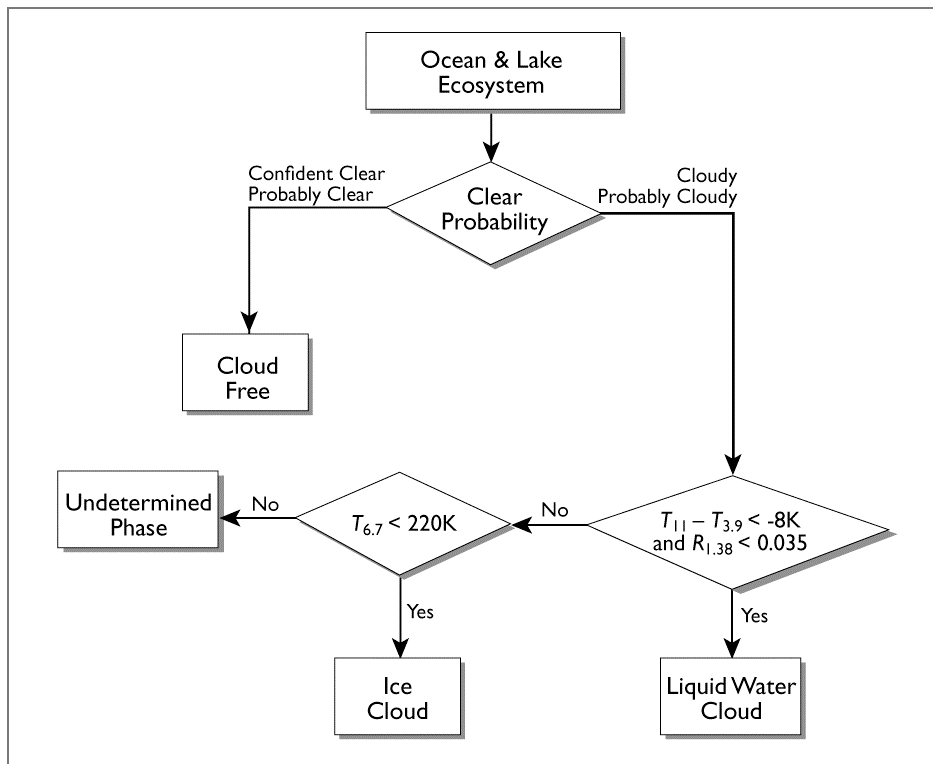 Ocean & Lake
Ecosystem
Confident Clear
Probably Clear
Clear
Probability
Cloudy
Probably Cloudy
Cloud
Free
Undetermined
Phase
No
T6.7 < 220K
No
T11 – T3.9 < -8K
and R1.38 < 0.035
Yes
Yes
Ice
Cloud
Liquid Water
Cloud